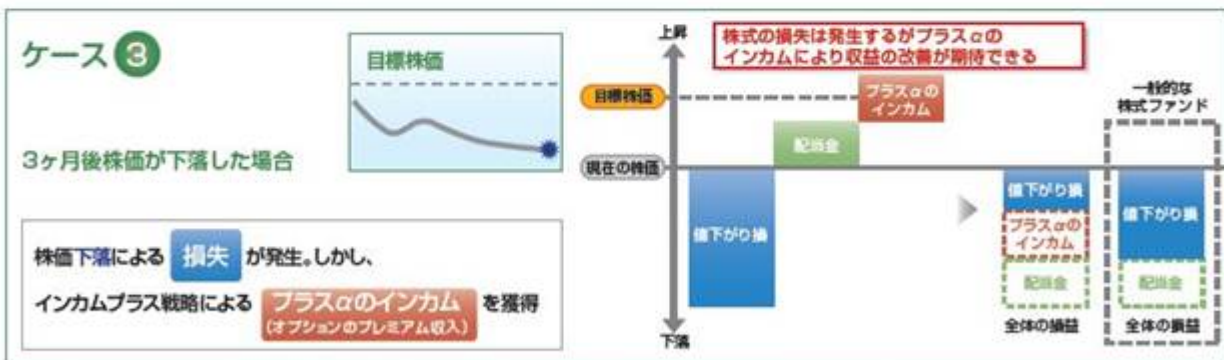 ケース3
目標株価
3ヶ月後株価が下落した場合
株価下落による 損失 が発生。しかし、
インカムプラス戦略による プラスαのインカム を獲得
(オプションのプレミアム収入)
上昇
株式の損失は発生するがプラスαの
インカムにより収益の改善が期待できる
目標株価
プラスαの
インカム
配当金
現在の株価
値下がり損
下落
値下がり損
プラスαの
インカム
配当金
全体の損益
一般的な
株式ファンド
値下がり損
配当金
全体の損益